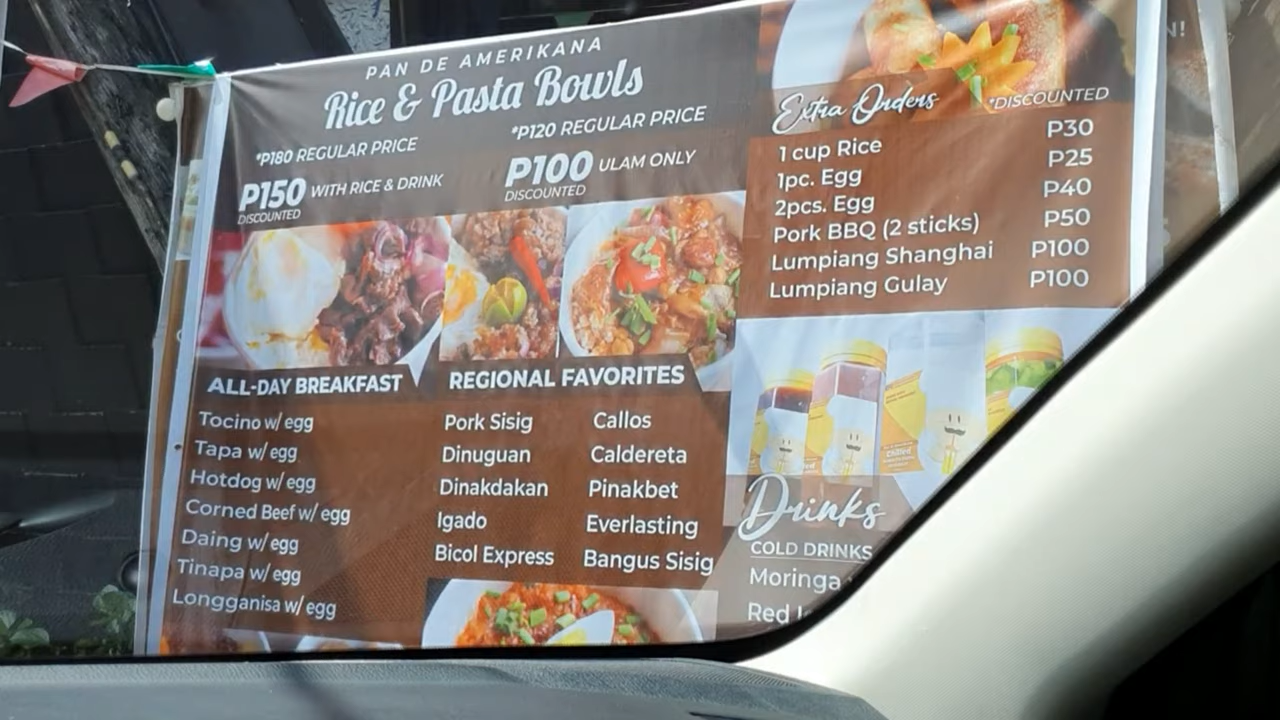 PAN DE AMERIKANA
Rice & Pasta Bowls
*P180 REGULAR PRICE
P150 WITH RICE & DRINK
DISCOUNTED
*P120 REGULAR PRICE
P100 ULAM ONLY
DISCOUNTED
ALL-DAY BREAKFAST
Tocino w/ egg
Tapa w/ egg
Hotdog w/ egg
Corned Beef w/ egg
Daing w/ egg
Tinapa w/ egg
Longganisa w/ egg
REGIONAL FAVORITES
Pork Sisig
Dinuguan
Dinakdakan
Igado
Bicol Express
Callos
Caldereta
Pinakbet
Everlasting
Bangus Sisig
Extra Orders *DISCOUNTED
1 cup Rice P30
1pc. Egg P25
2pcs. Egg P40
Pork BBQ (2 sticks) P50
Lumpiang Shanghai P100
Lumpiang Gulay P100
Chilled
Drinks
COLD DRINKS
Moringa
Red
N!